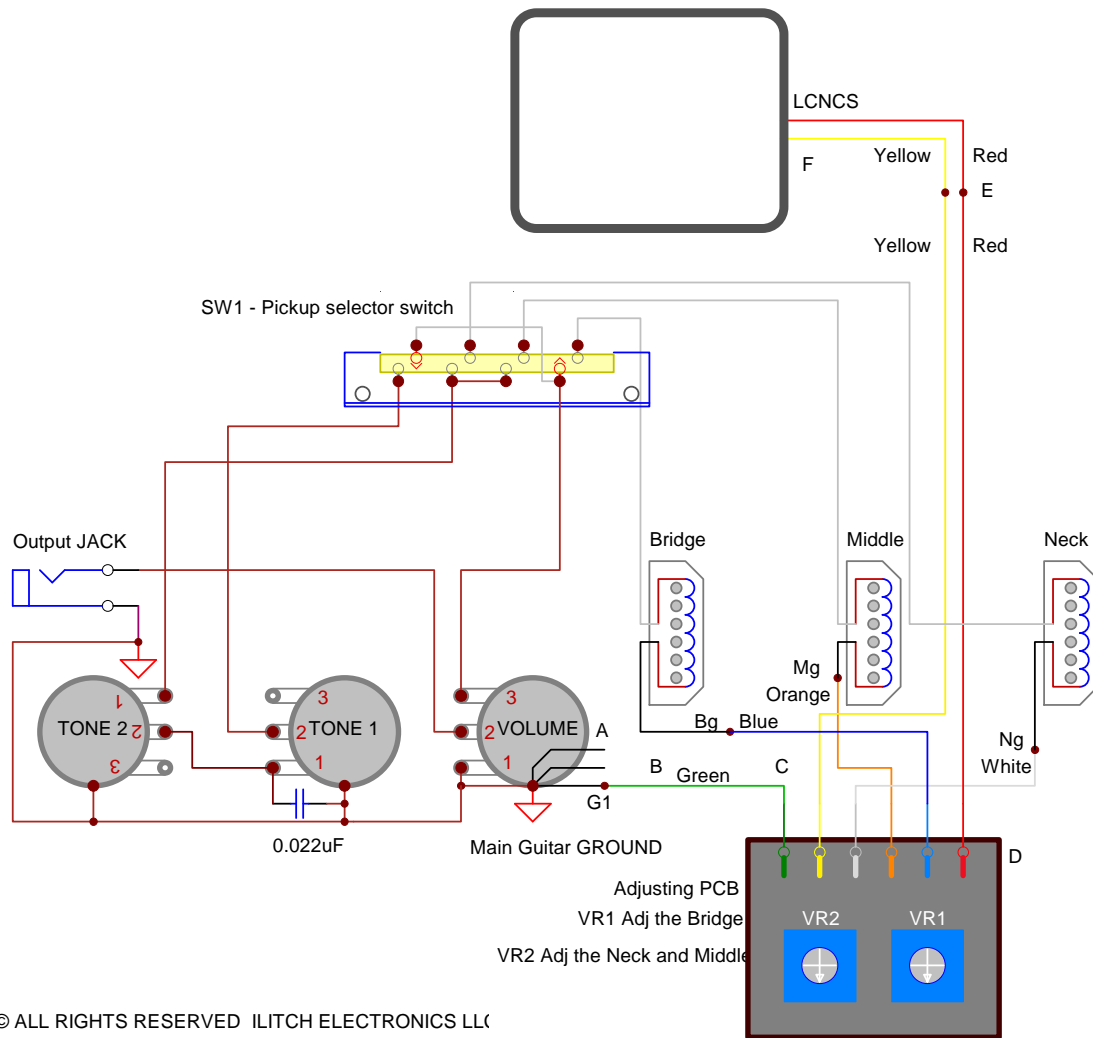 LCNCS
F
Yellow Red
E
Yellow Red
SW1 - Pickup selector switch
Output JACK
Bridge
Middle
Neck
Mg
Orange
Bg Blue
Ng
White
TONE 2
1
2
3
TONE 1
3
2
1
VOLUME
3
2
1
A
B
Green
C
G1
0.022uF
Main Guitar GROUND
D
Adjusting PCB
VR1 Adj the Bridge
VR2 Adj the Neck and Middle
VR2 VR1
© ALL RIGHTS RESERVED ILITCH ELECTRONICS